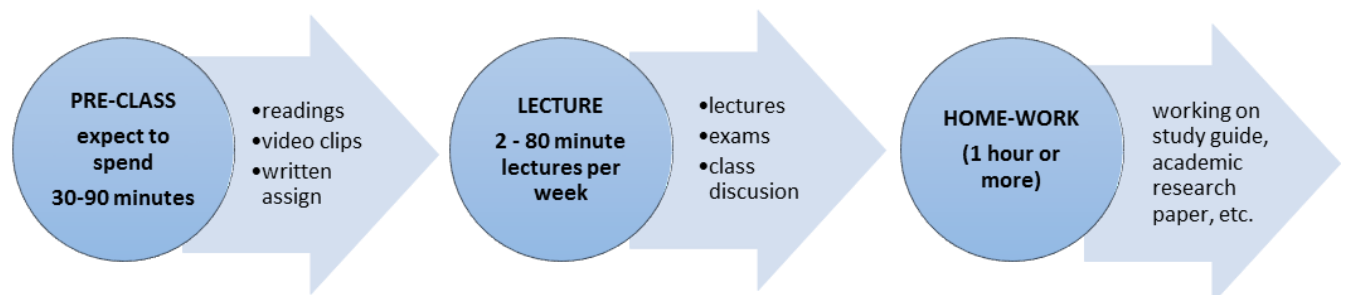 PRE-CLASS
expect to
spend
30-90 minutes
•readings
•video clips
•written
assign
LECTURE
2 - 80 minute
lectures per
week
•lectures
•exams
•class
discusion
HOME-WORK
(1 hour or
more)
working on
study guide,
academic
research
paper, etc.